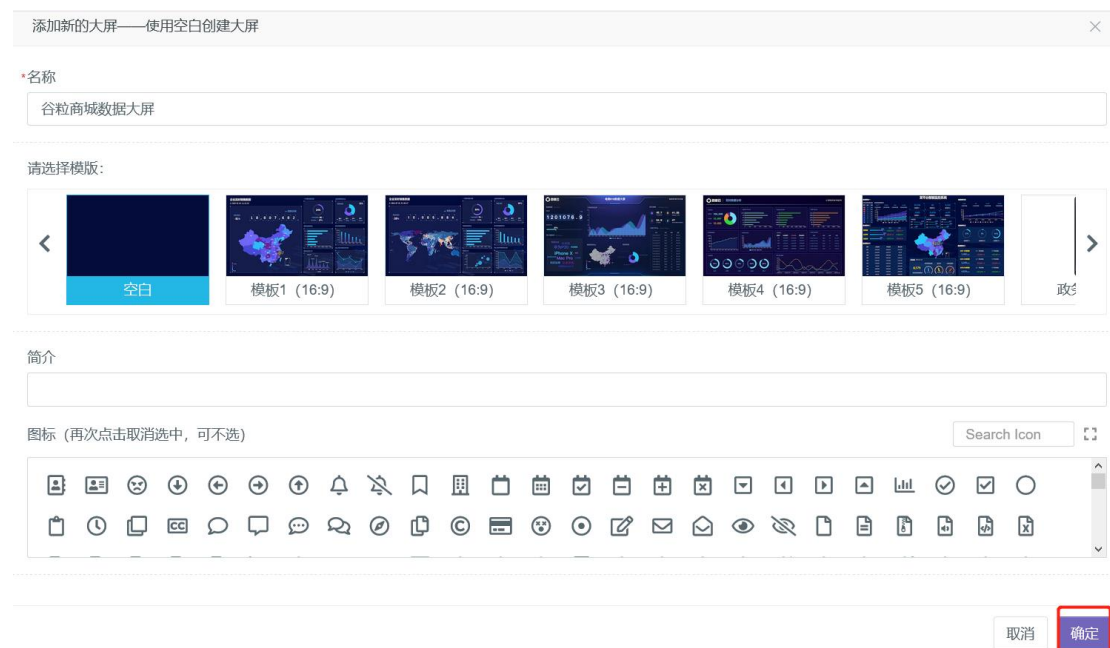 添加新的大屏——使用空白创建大屏
*名称
谷粒商城数据大屏
请选择模版:
空白 模板1 (16:9) 模板2 (16:9) 模板3 (16:9) 模板4 (16:9) 模板5 (16:9) 政
简介
图标 (再次点击取消选中, 可不选) Search Icon
取消 确定